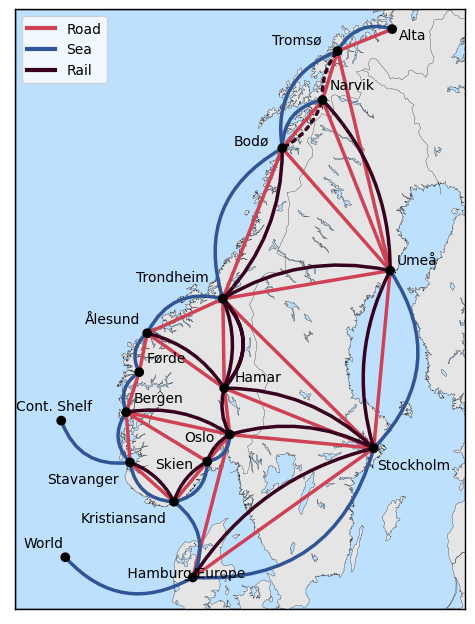 Road
Sea
Rail
Tromsø
Alta
Narvik
Bodø
Umeå
Trondheim
Ålesund
Førde
Hamar
Bergen
Cont. Shelf
Oslo
Skien
Stockholm
Stavanger
Kristiansand
World
Hamburg Europe